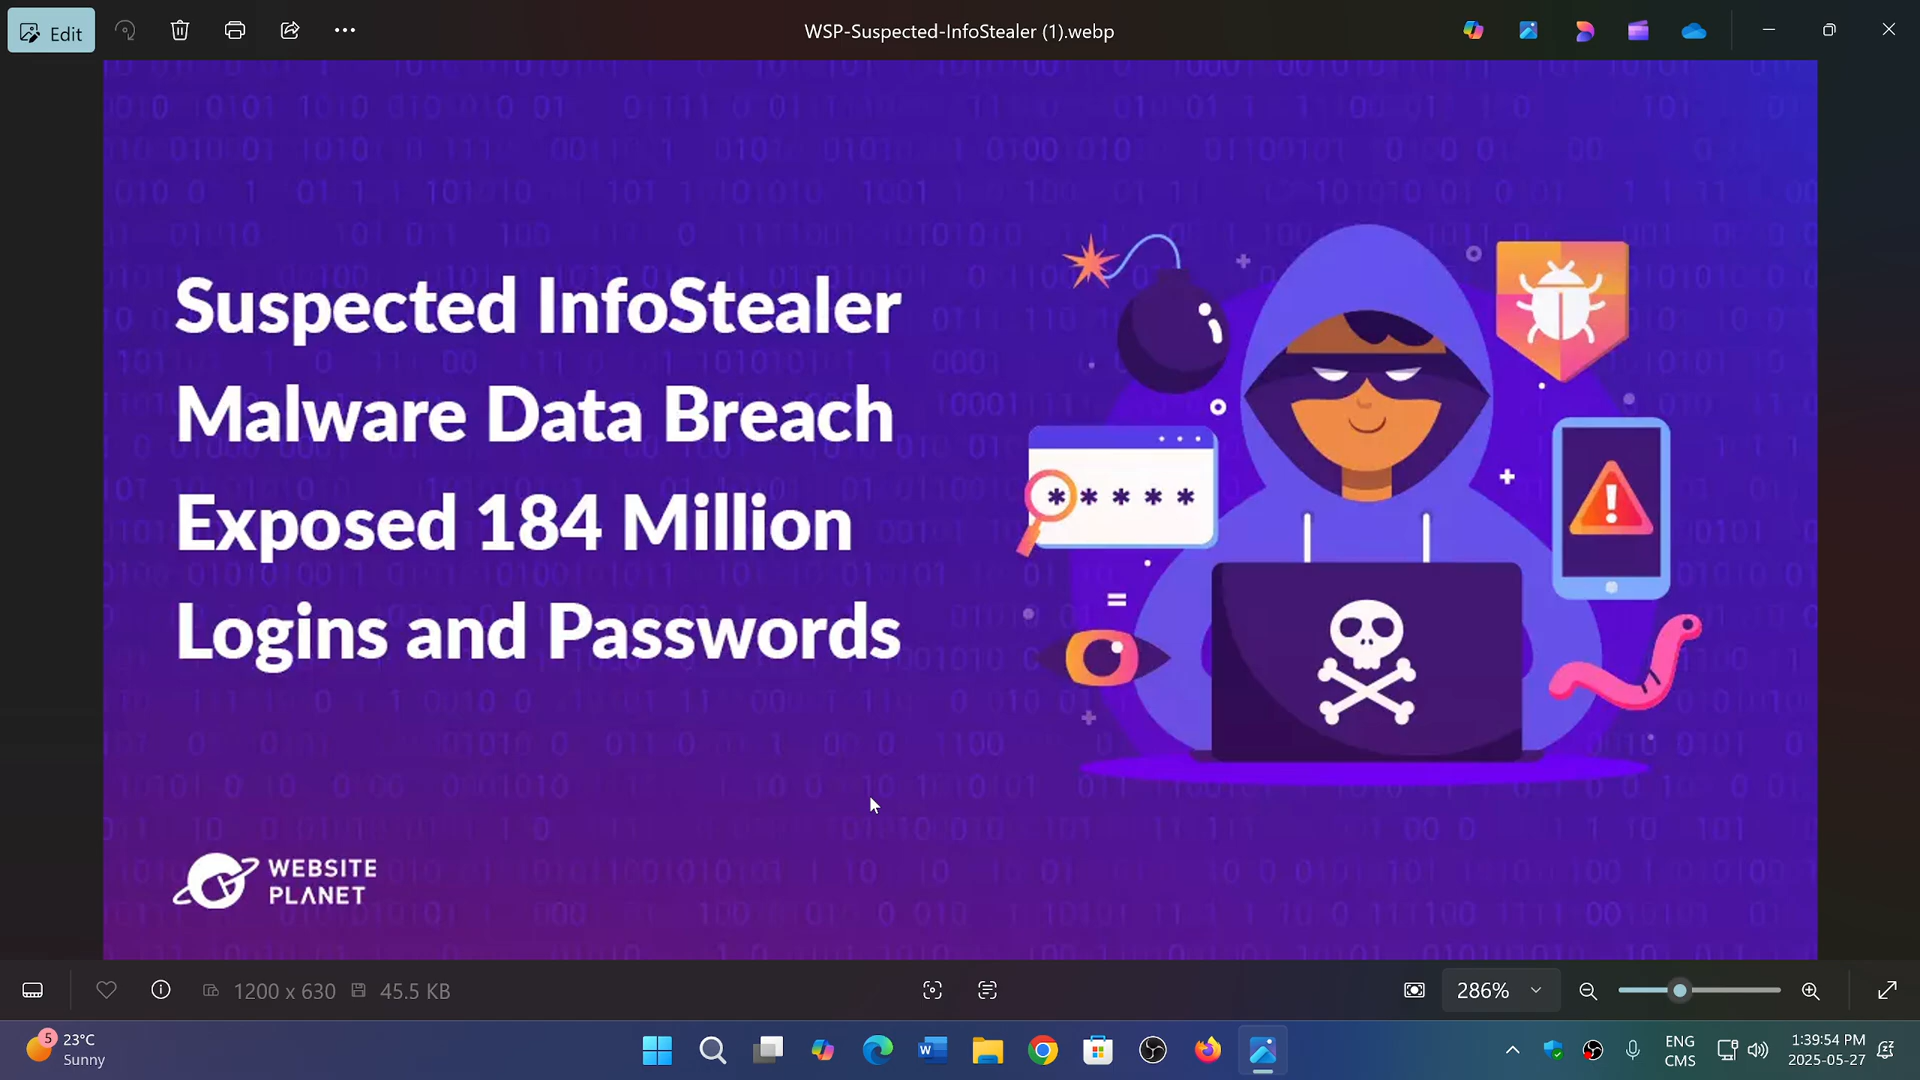 Edit
WSP-Suspected-InfoStealer (1).webp
Suspected InfoStealer
Malware Data Breach
Exposed 184 Million
Logins and Passwords
* * * * *
WEBSITE
PLANET
1200 x 630
45.5 KB
286%
5
23°C
Sunny
ENG
CMS
1:39:54 PM
2025-05-27